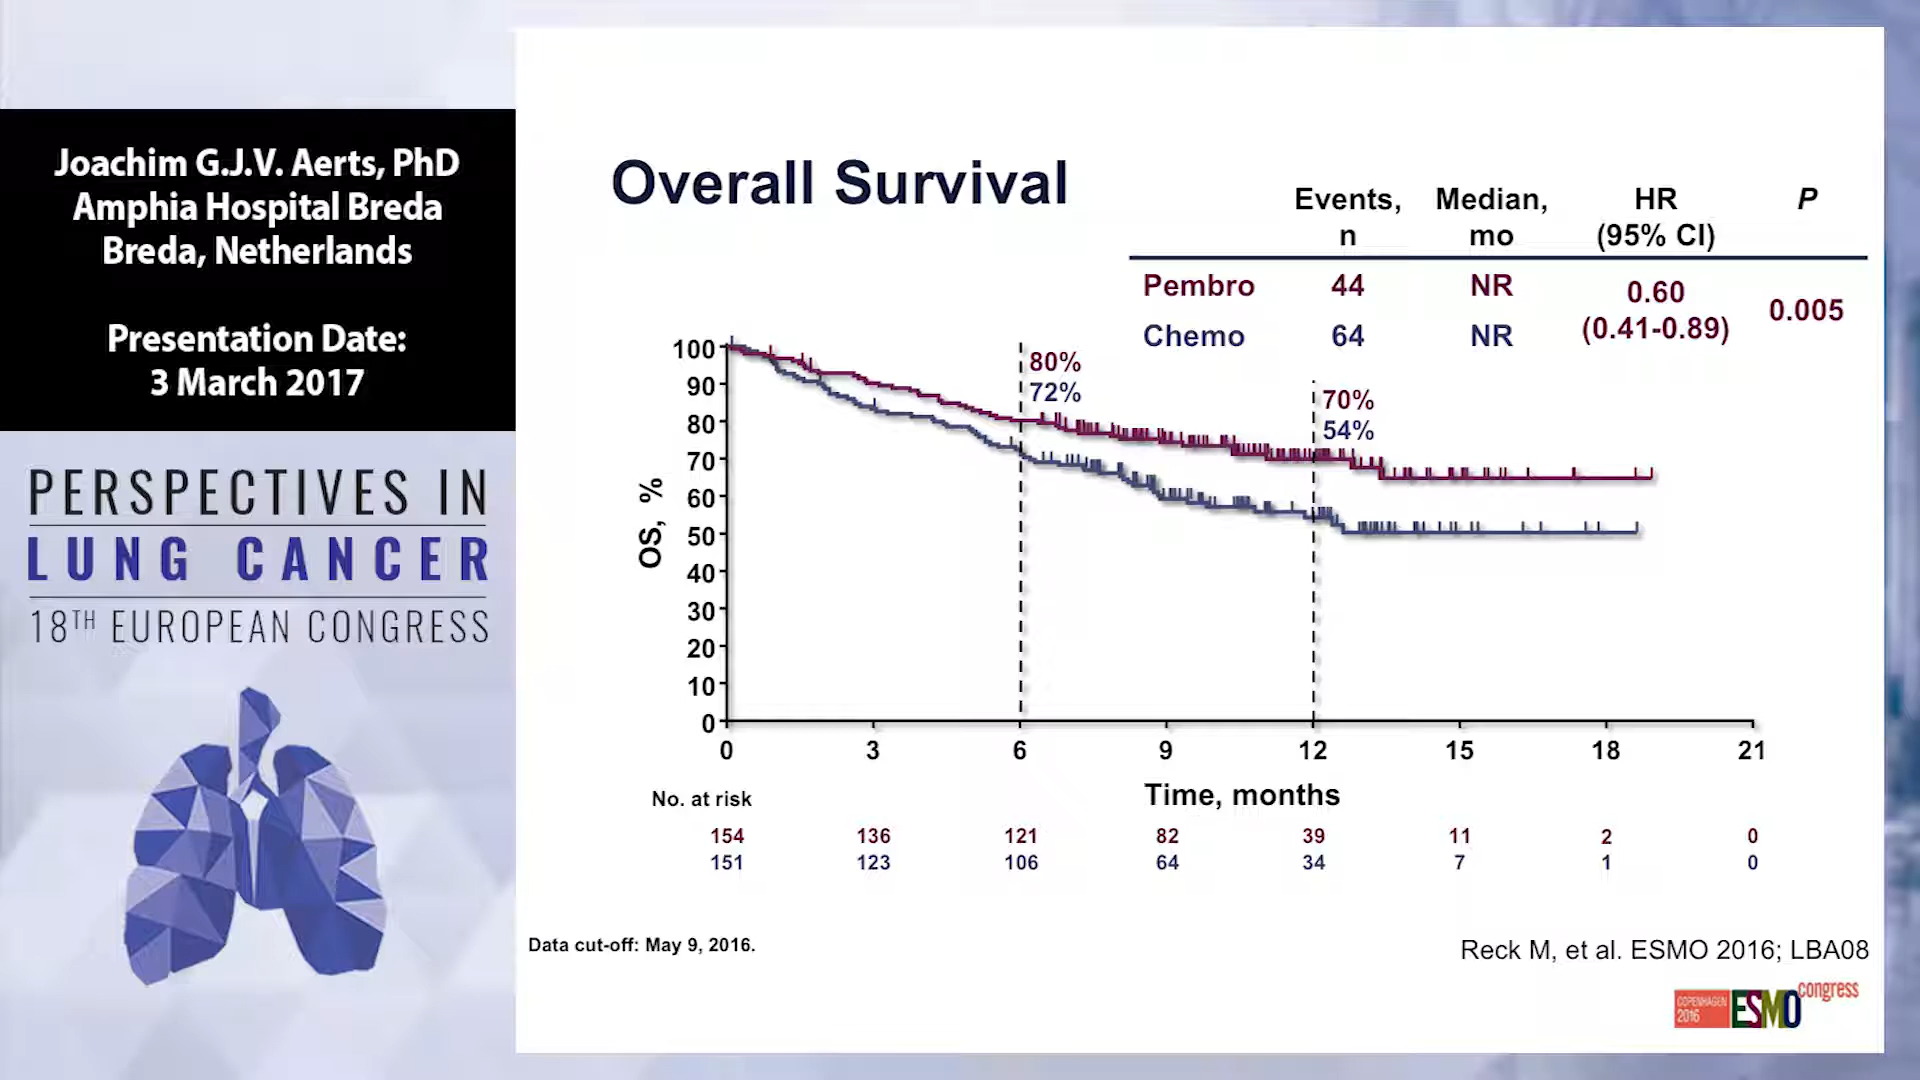 Joachim G.J.V. Aerts, PhD
Amphia Hospital Breda
Breda, Netherlands
Presentation Date:
3 March 2017
PERSPECTIVES IN
LUNG CANCER
18TH EUROPEAN CONGRESS
Overall Survival
Events, n Median, mo HR (95% CI) P
Pembro 44 NR 0.60 (0.41-0.89) 0.005
Chemo 64 NR
OS, %
100
90
80
70
60
50
40
30
20
10
0
80%
72%
70%
54%
0 3 6 9 12 15 18 21
Time, months
No. at risk
154 136 121 82 39 11 2 0
151 123 106 64 34 7 1 0
Data cut-off: May 9, 2016.
Reck M, et al. ESMO 2016; LBA08
COPENHAGEN
2016
ESMO congress